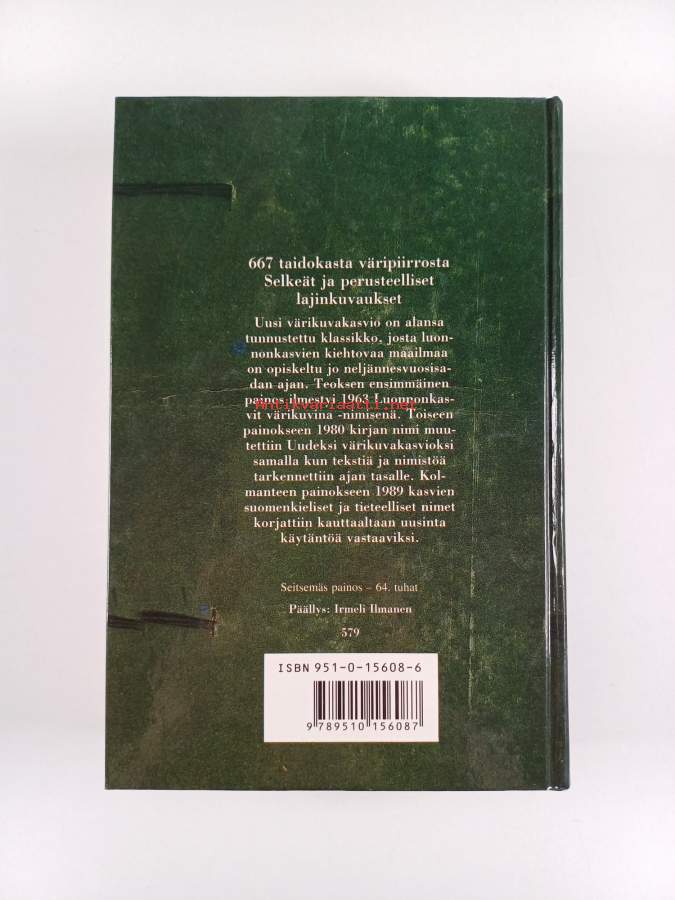 667 taidokasta väripiirrosta
Selkeät ja perusteelliset
lajinkuvaukset
Uusi värikuvakasvio on alansa
tunnustettu klassikko, josta luon-
nonkasvien kiehtovaa maailmaa
on opiskeltu jo neljännesvuosisa-
dan ajan. Teoksen ensimmäinen
painos ilmestyi 1963 Luonnonkas-
Antikvariaatti.net
vit värikuvina -nimisenä. Toiseen
painokseen 1980 kirjan nimi muu-
tettiin Uudeksi värikuvakasvioksi
samalla kun tekstiä ja nimistöä
tarkennettiin ajan tasalle. Kol-
manteen painokseen 1989 kasvien
suomenkieliset ja tieteelliset nimet
korjattiin kauttaaltaan uusinta
käytäntöä vastaaviksi.
Seitsemäs painos – 64. tuhat
Päällys: Irmeli Ilmanen
579
ISBN 951-0-15608-6
9 789510 156087